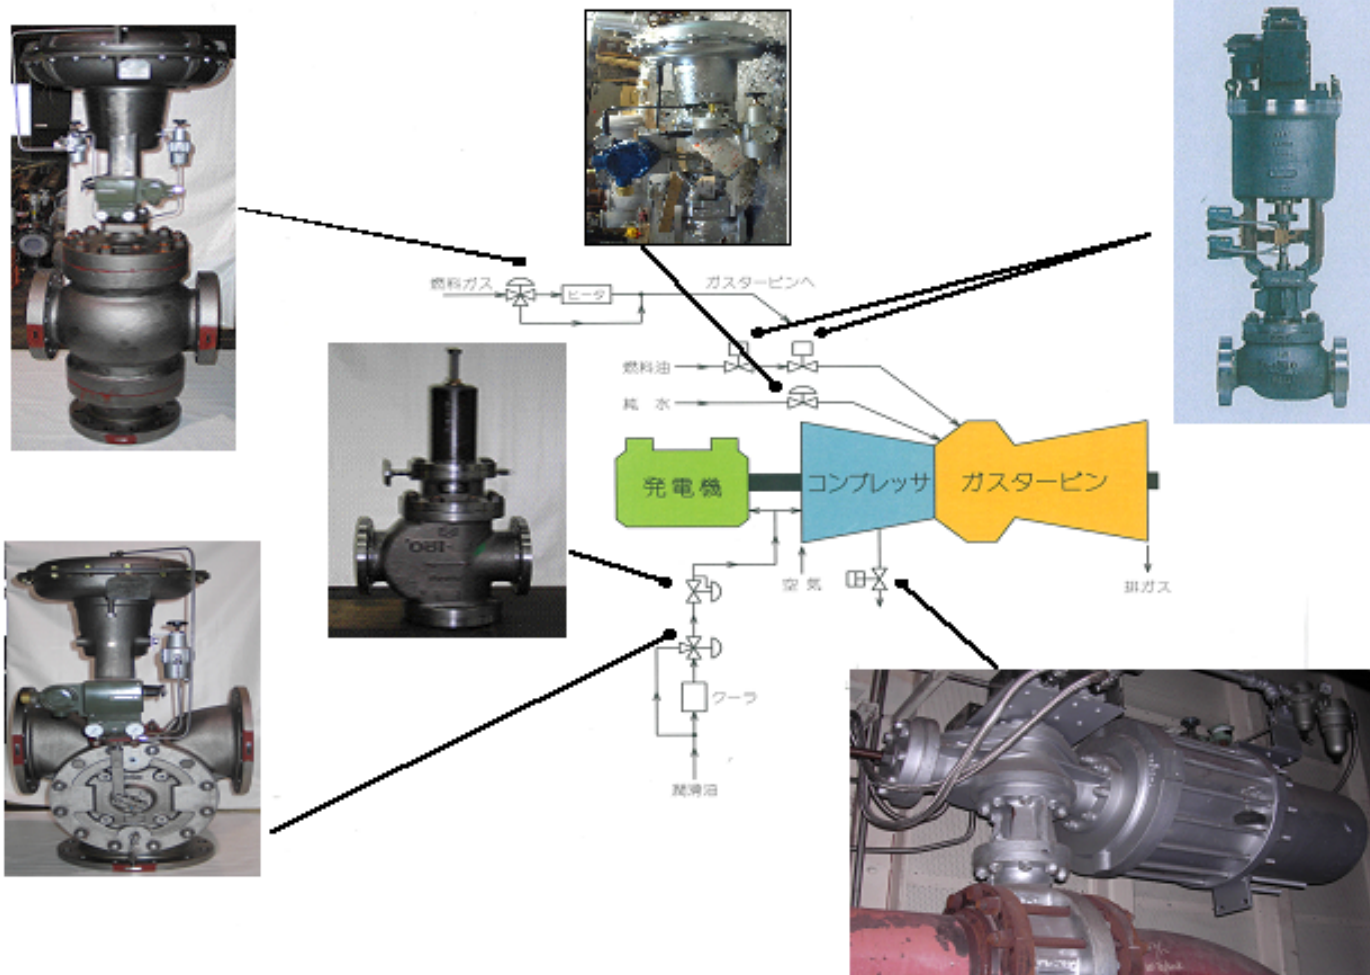 燃料ガス
ヒータ
ガスタービンへ
燃料油
純 水
発電機
コンプレッサ
ガスタービン
空 気
排ガス
クーラ
潤滑油